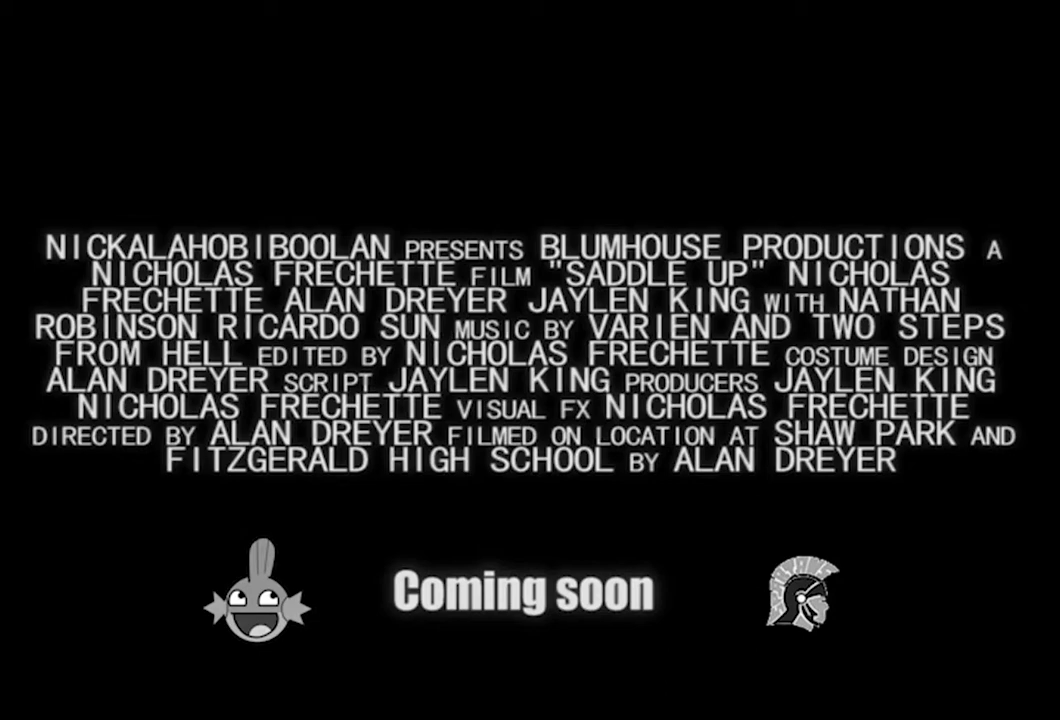 NICKALAHOBIBOOLAN PRESENTS BLUMHOUSE PRODUCTIONS A
NICHOLAS FRECHETTE FILM "SADDLE UP" NICHOLAS
FRECHETTE ALAN DREYER JAYLEN KING WITH NATHAN
ROBINSON RICARDO SUN MUSIC BY VARIEN AND TWO STEPS
FROM HELL EDITED BY NICHOLAS FRECHETTE COSTUME DESIGN
ALAN DREYER SCRIPT JAYLEN KING PRODUCERS JAYLEN KING
NICHOLAS FRECHETTE VISUAL FX NICHOLAS FRECHETTE
DIRECTED BY ALAN DREYER FILMED ON LOCATION AT SHAW PARK AND
FITZGERALD HIGH SCHOOL BY ALAN DREYER
Coming soon
SPARTANS